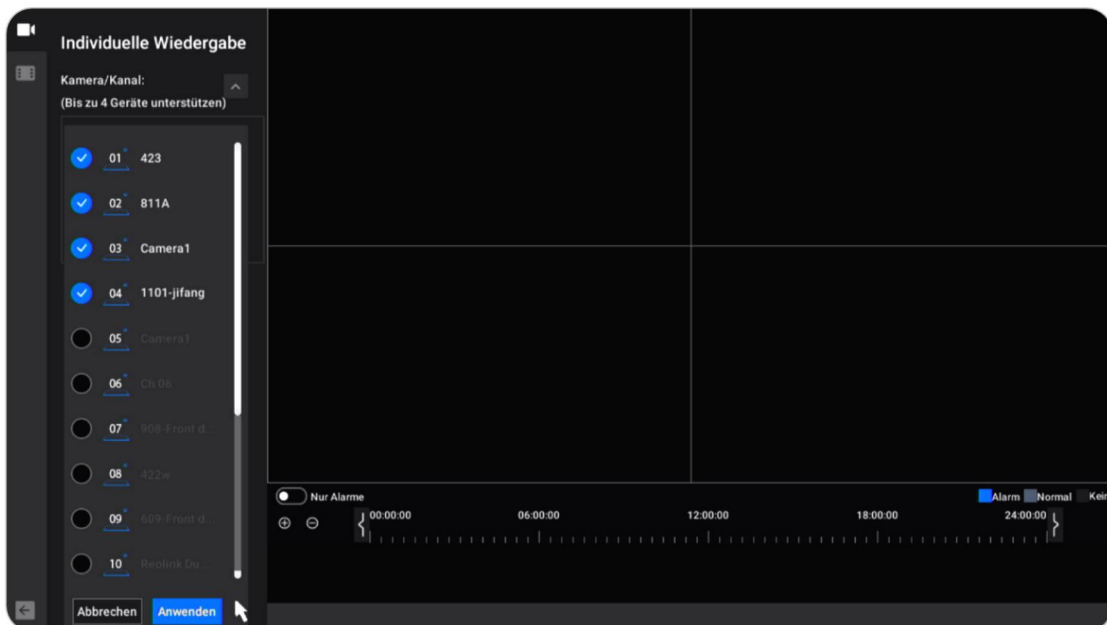 Individuelle Wiedergabe
Kamera/Kanal:
(Bis zu 4 Geräte unterstützen)
01 423
02 811A
03 Camera1
04 1101-jifang
05 Camera1
06 Ch 06
07 908-Front d...
08 422w
09 609-Front d...
10 Reolink Du...
Abbrechen Anwenden
Nur Alarme
Alarm Normal Kein
00:00:00 06:00:00 12:00:00 18:00:00 24:00:00